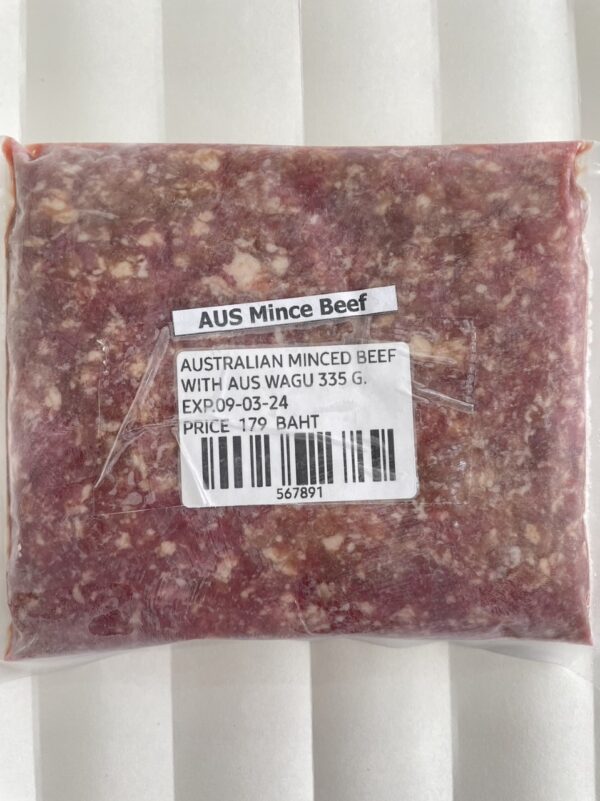 AUS Mince Beef
AUSTRALIAN MINCED BEEF
WITH AUS WAGU 335 G.
EXP.09-03-24
PRICE 179 BAHT
567891